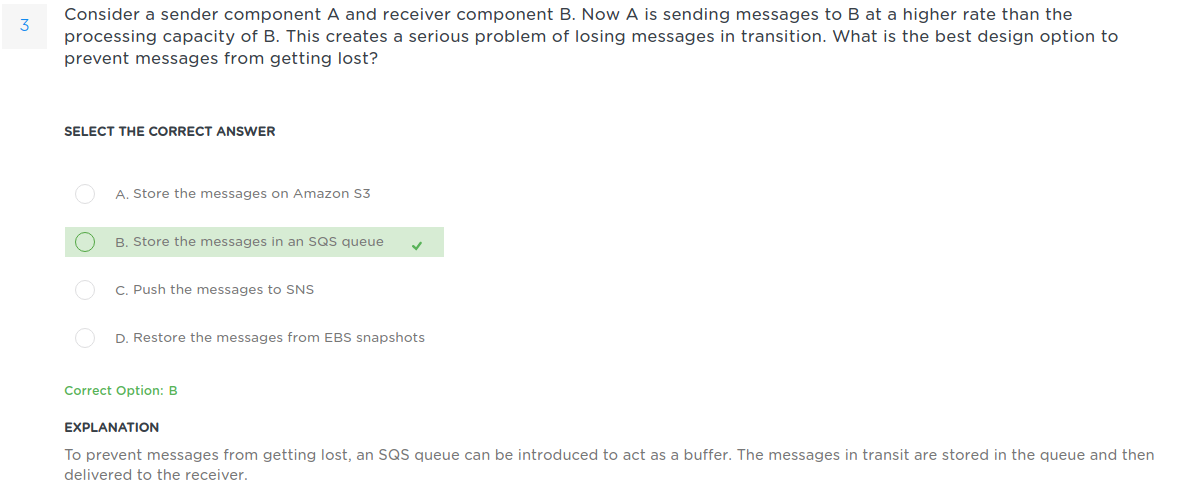 3
Consider a sender component A and receiver component B. Now A is sending messages to B at a higher rate than the
processing capacity of B. This creates a serious problem of losing messages in transition. What is the best design option to
prevent messages from getting lost?
SELECT THE CORRECT ANSWER
A. Store the messages on Amazon S3
B. Store the messages in an SQS queue
C. Push the messages to SNS
D. Restore the messages from EBS snapshots
Correct Option: B
EXPLANATION
To prevent messages from getting lost, an SQS queue can be introduced to act as a buffer. The messages in transit are stored in the queue and then
delivered to the receiver.